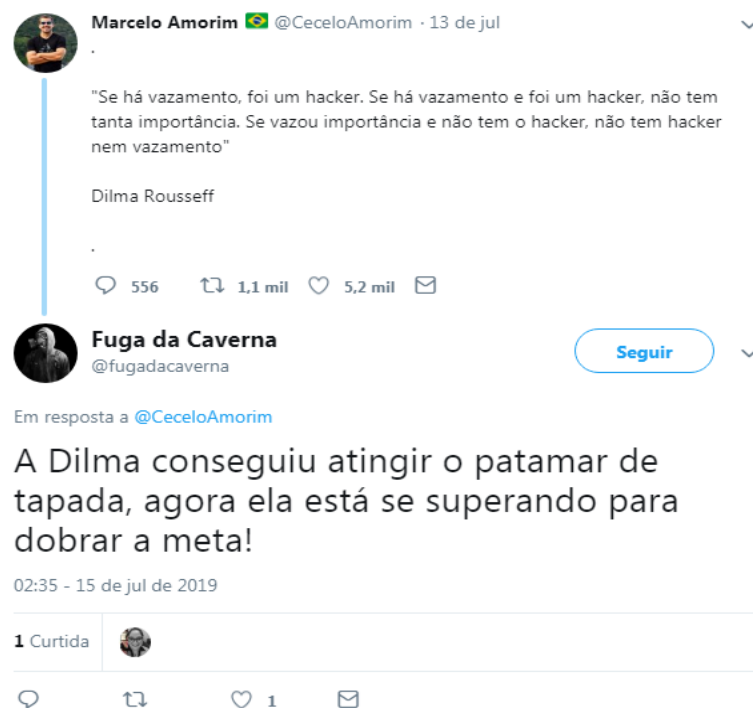 Marcelo Amorim 🇧🇷 @CeceloAmorim · 13 de jul
.
"Se há vazamento, foi um hacker. Se há vazamento e foi um hacker, não tem
tanta importância. Se vazou importância e não tem o hacker, não tem hacker
nem vazamento"
Dilma Rousseff
.
556 1,1 mil 5,2 mil
Fuga da Caverna
@fugadacaverna
Seguir
Em resposta a @CeceloAmorim
A Dilma conseguiu atingir o patamar de
tapada, agora ela está se superando para
dobrar a meta!
02:35 - 15 de jul de 2019
1 Curtida
1